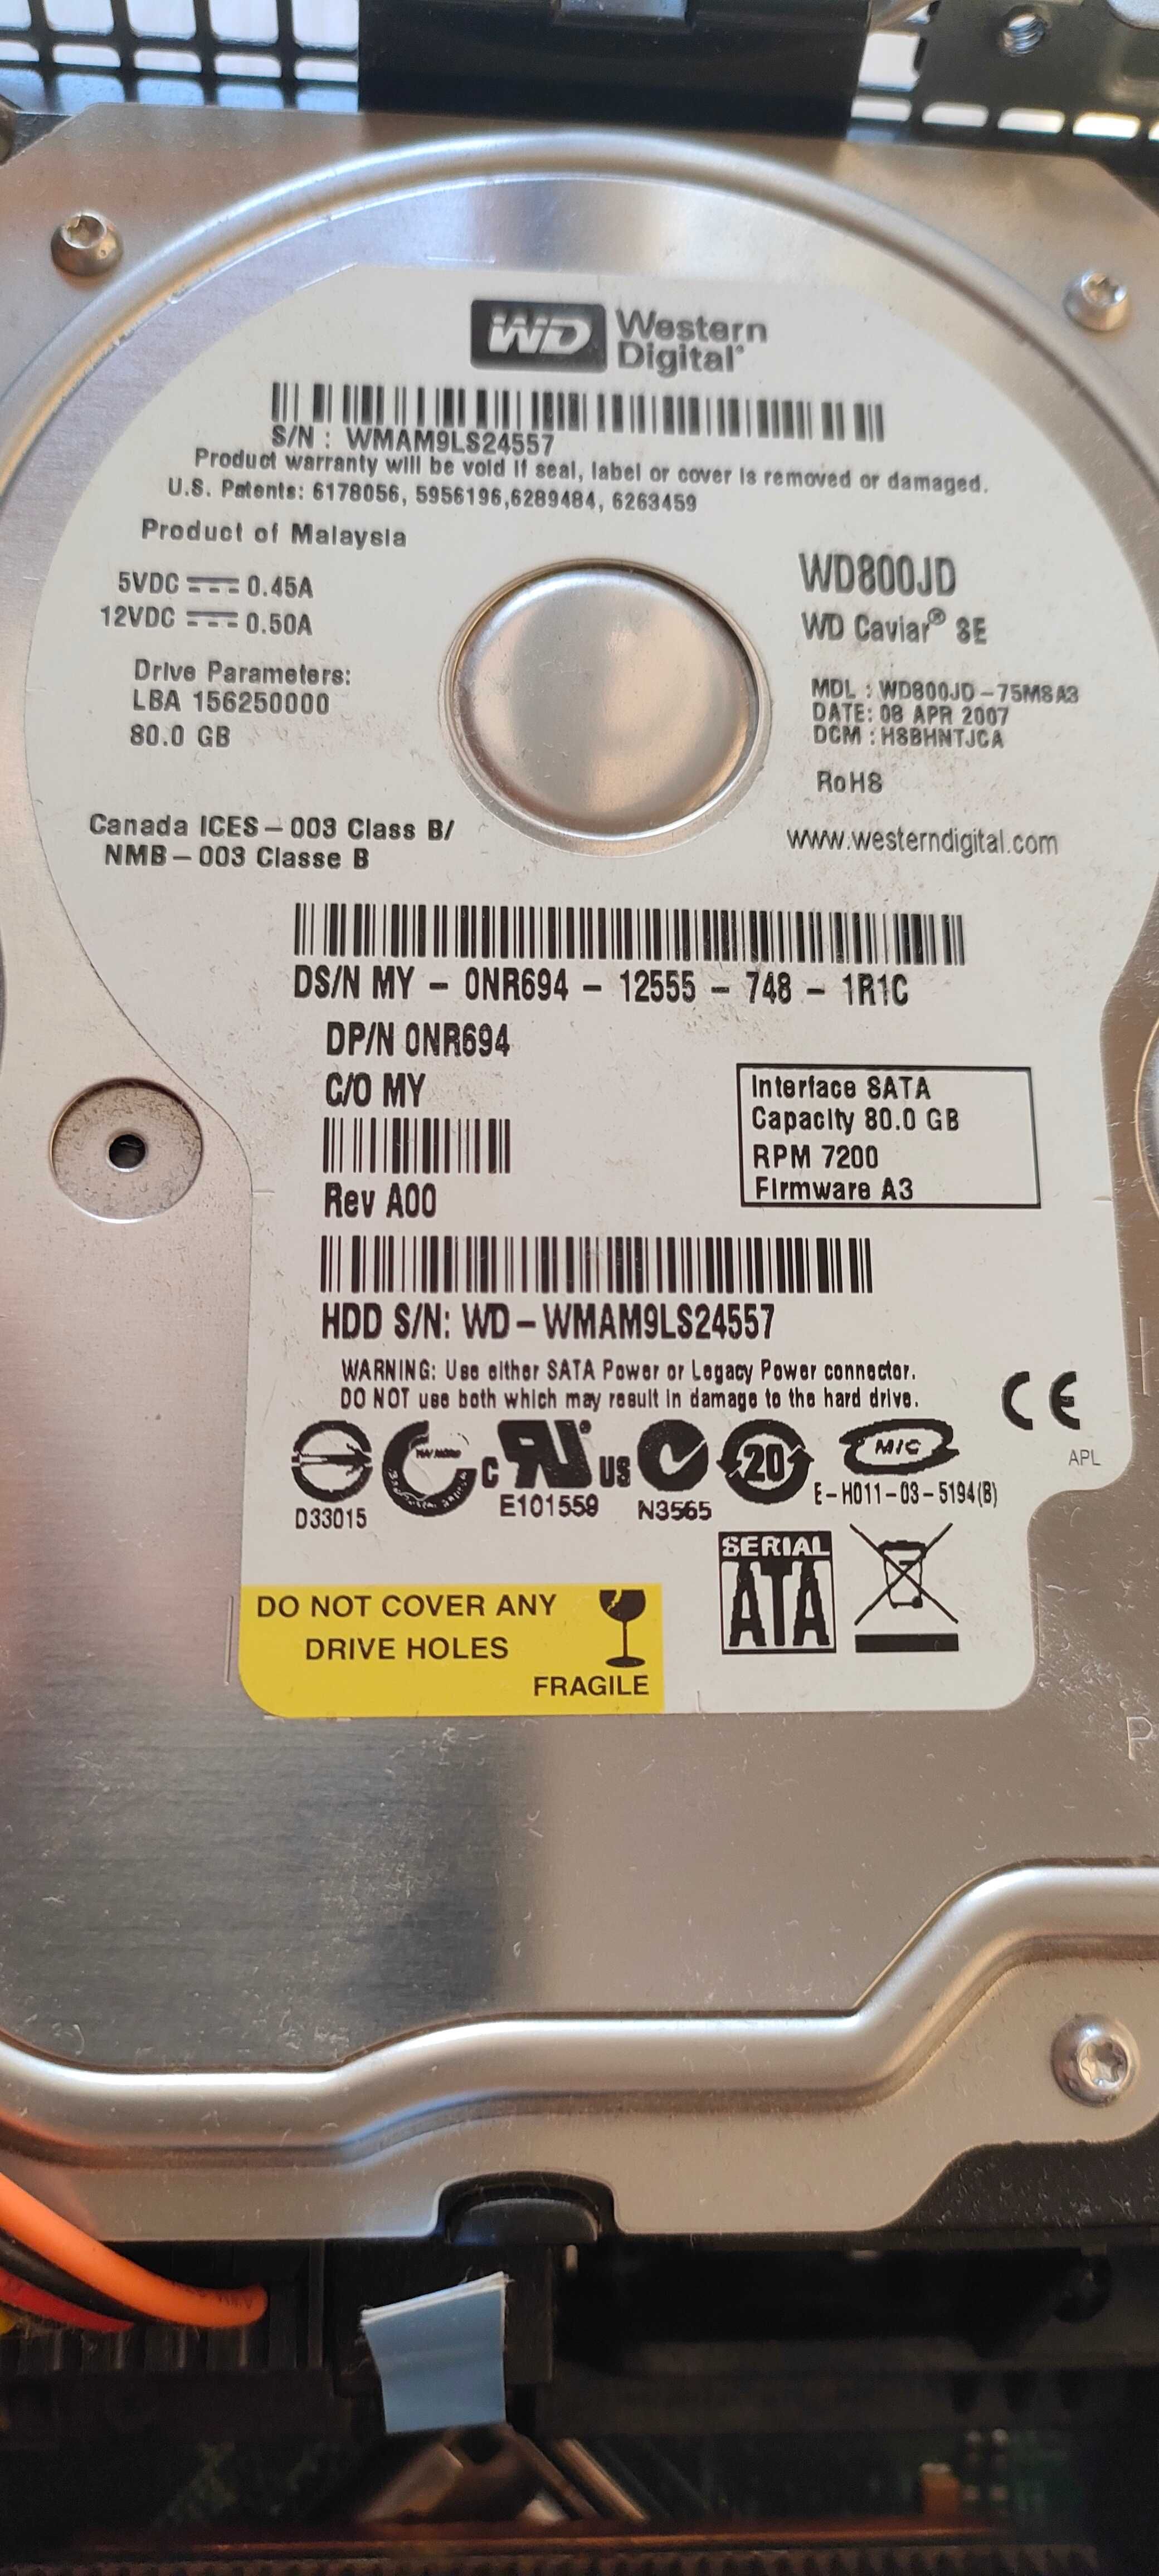 WD Western
Digital®
S/N : WMAM9LS24557
Product warranty will be void if seal, label or cover is removed or damaged.
U.S. Patents: 6178056, 5956196,6289484, 6263459
Product of Malaysia
5VDC 0.45A
12VDC 0.50A
Drive Parameters:
LBA 156250000
80.0 GB
Canada ICES – 003 Class B/
NMB – 003 Classe B
WD800JD
WD Caviar® SE
MDL : WD800JD – 75MSA3
DATE: 08 APR 2007
DCM : HSBHNTJCA
RoHS
www.westerndigital.com
DS/N MY – 0NR694 – 12555 – 748 – 1R1C
DP/N 0NR694
C/O MY
Rev A00
Interface SATA
Capacity 80.0 GB
RPM 7200
Firmware A3
HDD S/N: WD – WMAM9LS24557
WARNING: Use either SATA Power or Legacy Power connector.
DO NOT use both which may result in damage to the hard drive.
CE
APL
D33015
C UR US
E101559
N3565
20
MIC
E – H011 – 03 – 5194(B)
SERIAL
ATA
DO NOT COVER ANY
DRIVE HOLES
FRAGILE
P